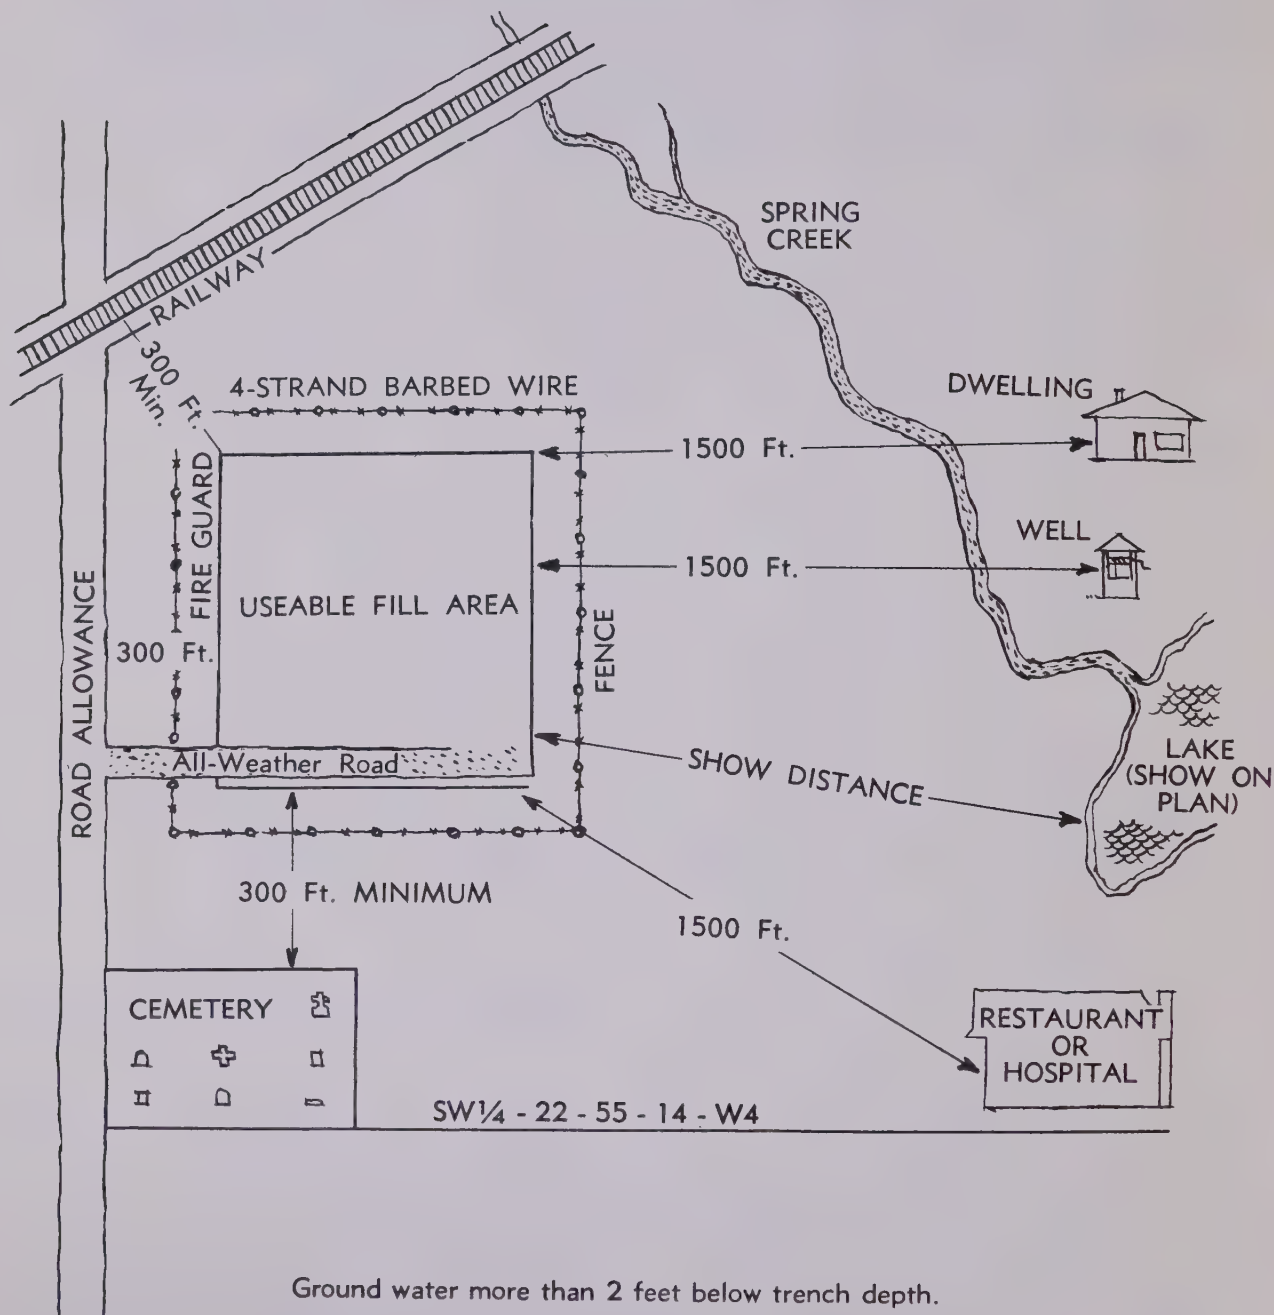 SPRING
CREEK
RAILWAY
300 Ft.
Min.
4-STRAND BARBED WIRE
DWELLING
1500 Ft.
FIRE GUARD
WELL
1500 Ft.
USEABLE FILL AREA
ROAD ALLOWANCE
300 Ft.
FENCE
All-Weather Road
SHOW DISTANCE
LAKE
(SHOW ON
PLAN)
300 Ft. MINIMUM
1500 Ft.
CEMETERY
RESTAURANT
OR
HOSPITAL
SW¼ - 22 - 55 - 14 - W4
Ground water more than 2 feet below trench depth.